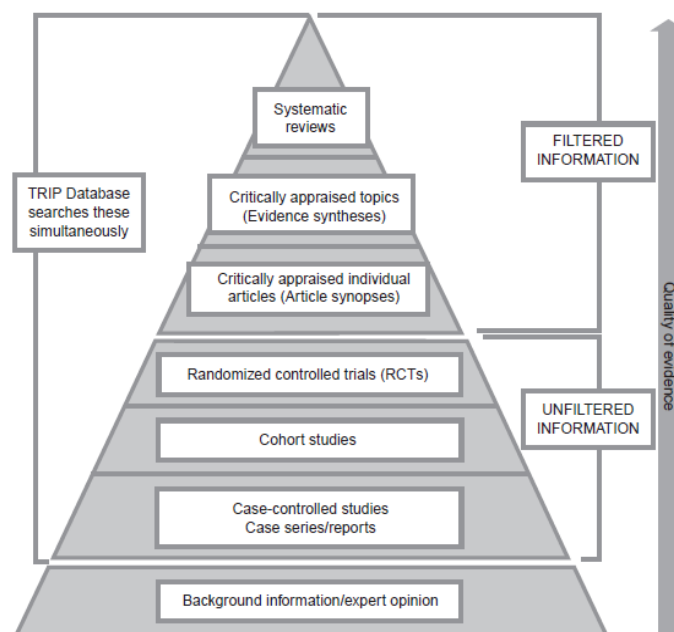 Systematic
reviews
FILTERED
INFORMATION
TRIP Database
searches these
simultaneously
Critically appraised topics
(Evidence syntheses)
Critically appraised individual
articles (Article synopses)
Quality of evidence
Randomized controlled trials (RCTs)
UNFILTERED
INFORMATION
Cohort studies
Case-controlled studies
Case series/reports
Background information/expert opinion